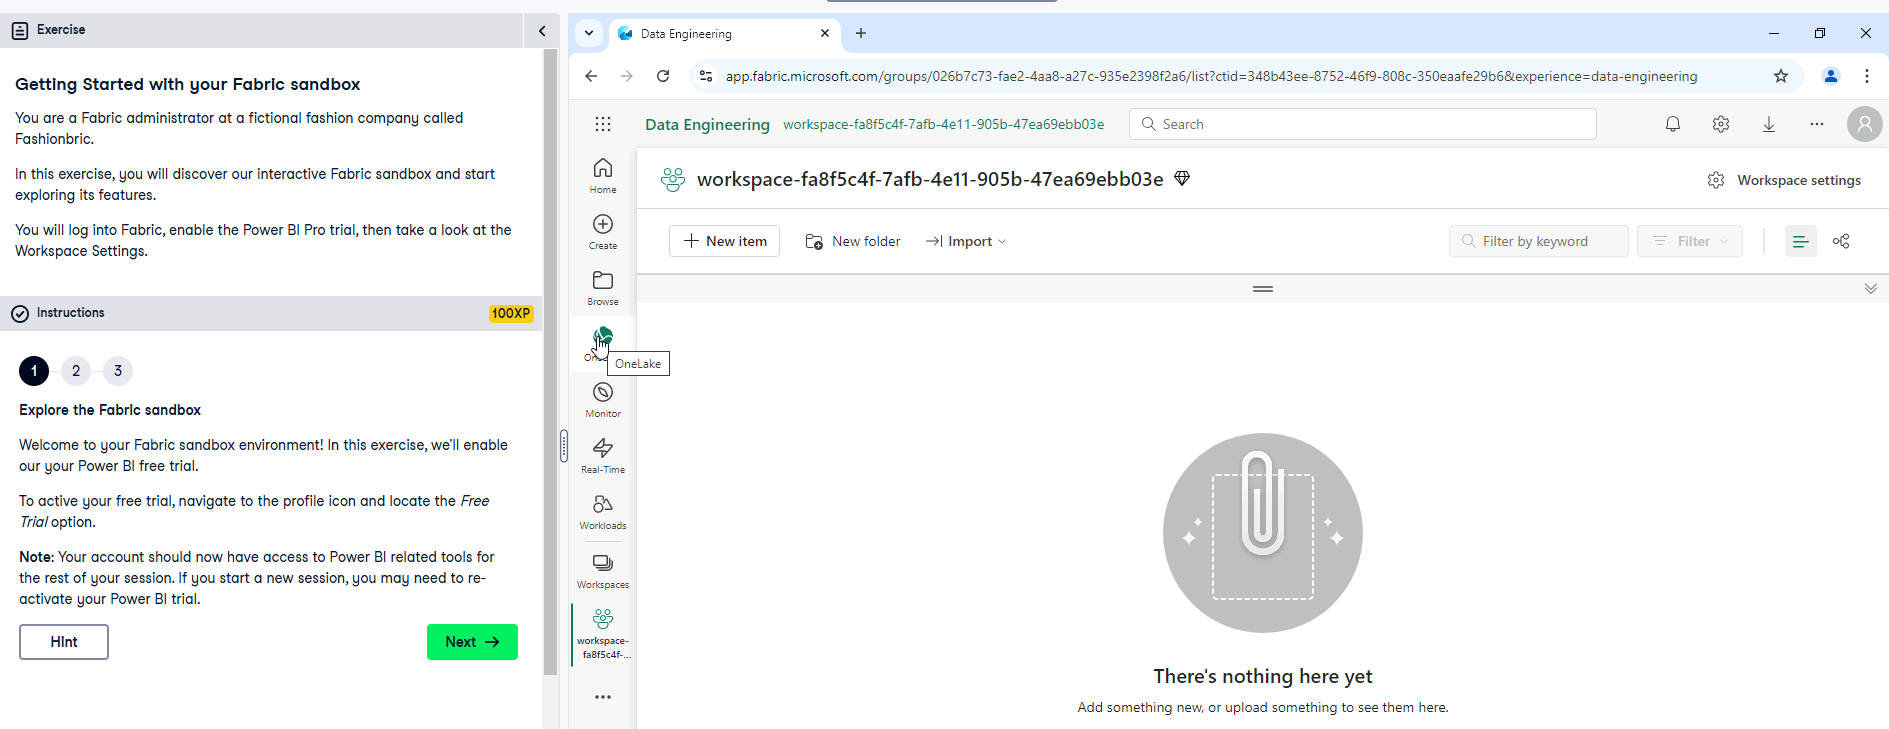 Exercise
Getting Started with your Fabric sandbox
You are a Fabric administrator at a fictional fashion company called
Fashionbric.
In this exercise, you will discover our interactive Fabric sandbox and start
exploring its features.
You will log into Fabric, enable the Power BI Pro trial, then take a look at the
Workspace Settings.
Instructions
100XP
1
2
3
Explore the Fabric sandbox
Welcome to your Fabric sandbox environment! In this exercise, we'll enable
our your Power BI free trial.
To active your free trial, navigate to the profile icon and locate the Free
Trial option.
Note: Your account should now have access to Power BI related tools for
the rest of your session. If you start a new session, you may need to re-
activate your Power BI trial.
Hint
Next
Data Engineering
app.fabric.microsoft.com/groups/026b7c73-fae2-4aa8-a27c-935e2398f2a6/list?ctid=348b43ee-8752-46f9-808c-350eaafe29b6&experience=data-engineering
Data Engineering
workspace-fa8f5c4f-7afb-4e11-905b-47ea69ebb03e
Search
Home
Create
Browse
OneLake
Monitor
Real-Time
Workloads
Workspaces
workspace-
fa8f5c4f-...
workspace-fa8f5c4f-7afb-4e11-905b-47ea69ebb03e
Workspace settings
New item
New folder
Import
Filter by keyword
Filter
There's nothing here yet
Add something new, or upload something to see them here.